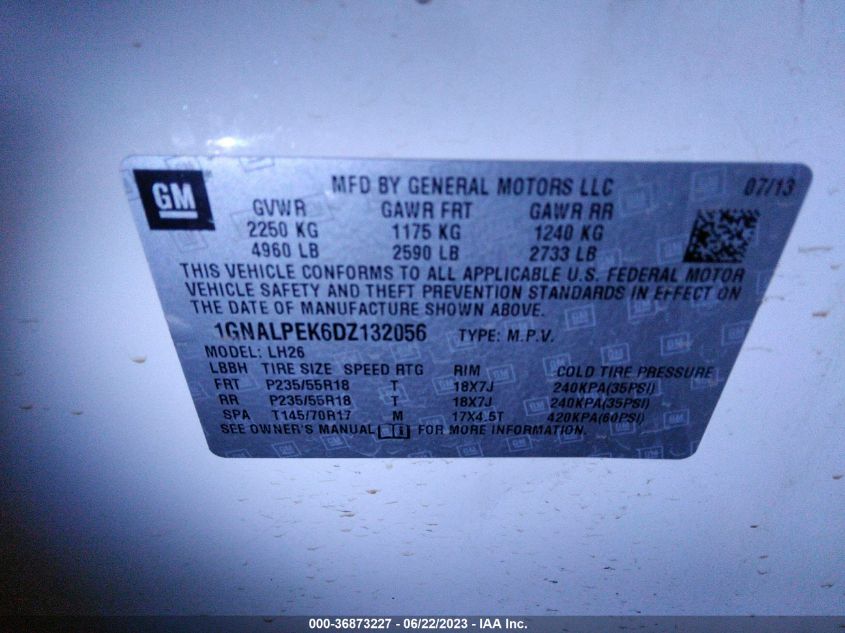 GM
MFD BY GENERAL MOTORS LLC 07/13
GVWR GAWR FRT GAWR RR
2250 KG 1175 KG 1240 KG
4960 LB 2590 LB 2733 LB
THIS VEHICLE CONFORMS TO ALL APPLICABLE U.S. FEDERAL MOTOR
VEHICLE SAFETY AND THEFT PREVENTION STANDARDS IN EFFECT ON
THE DATE OF MANUFACTURE SHOWN ABOVE.
1GNALPEK6DZ132056 TYPE: M.P.V.
MODEL: LH26
LBBH TIRE SIZE SPEED RTG RIM COLD TIRE PRESSURE
FRT P235/55R18 T 18X7J 240KPA(35PSI)
RR P235/55R18 T 18X7J 240KPA(35PSI)
SPA T145/70R17 M 17X4.5T 420KPA(60PSI)
SEE OWNER'S MANUAL FOR MORE INFORMATION.
000-36873227 - 06/22/2023 - IAA Inc.